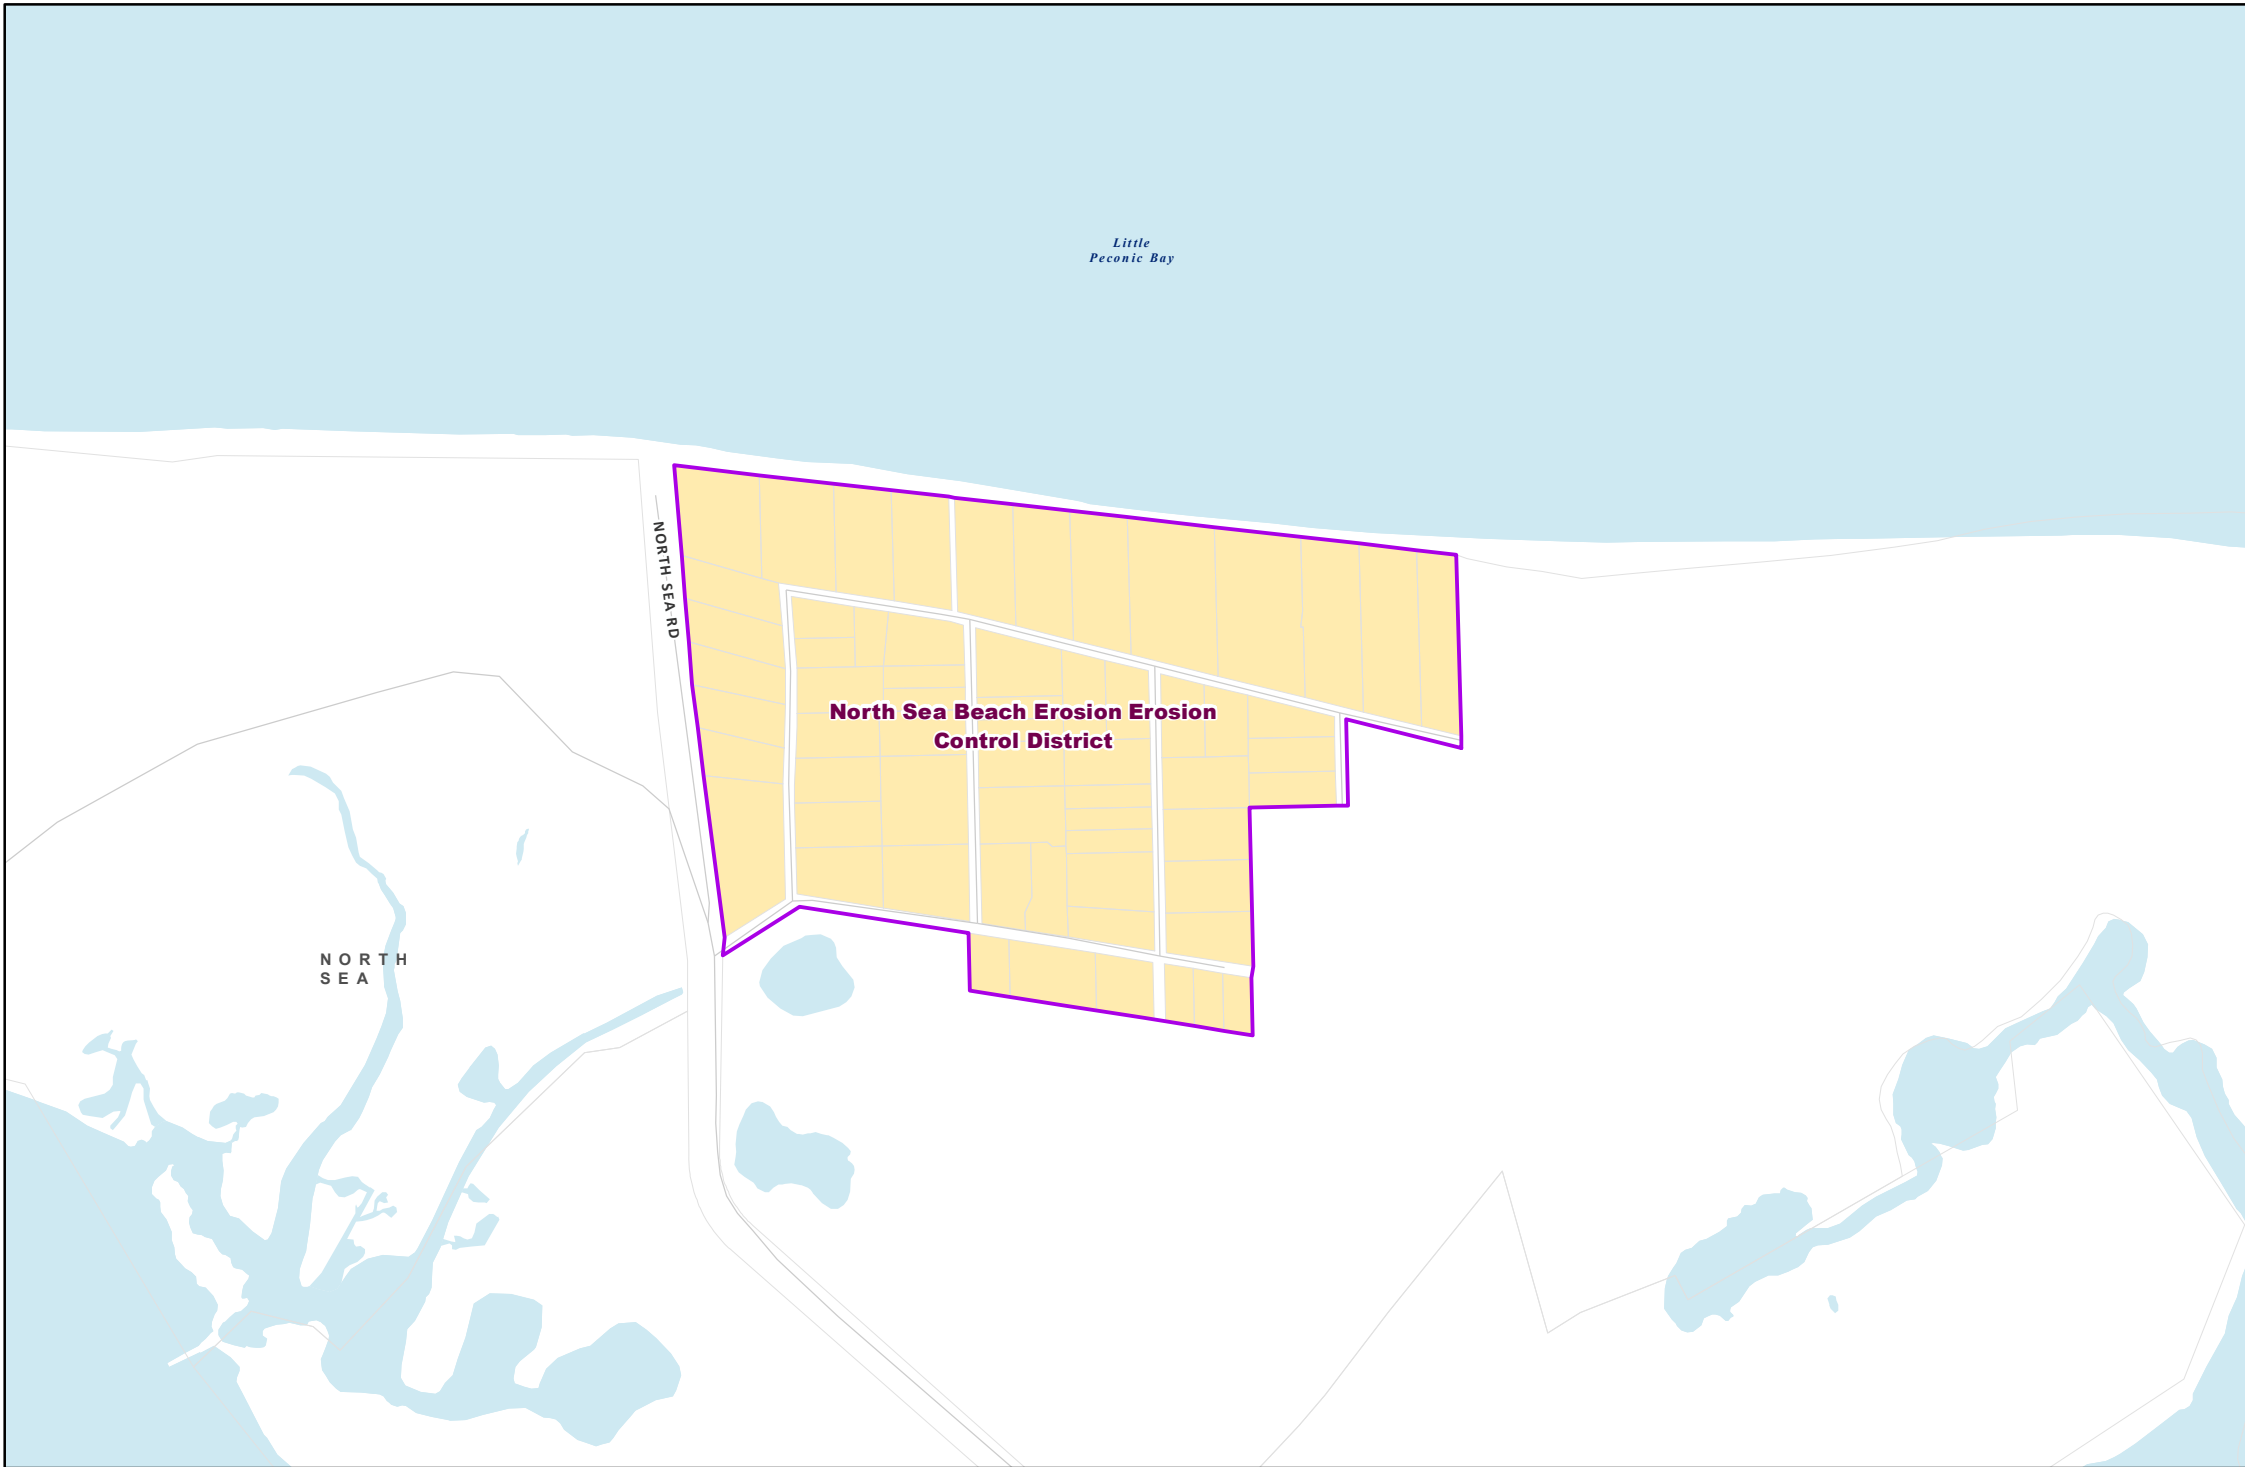 Little
Peconic Bay
NORTH SEA RD
North Sea Beach Erosion Erosion
Control District
NORTH
SEA